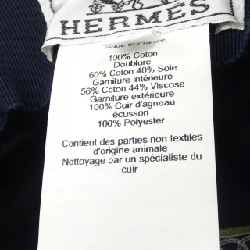 HERMÈS
100% Coton
Doublure
60% Coton 40% Soie
Garniture intérieure
56% Coton 44% Viscose
Garniture extérieure
100% Cuir d'agneau
écusson
100% Polyester
Contient des parties non textiles
d'origine animale
Nettoyage par un spécialiste du
cuir